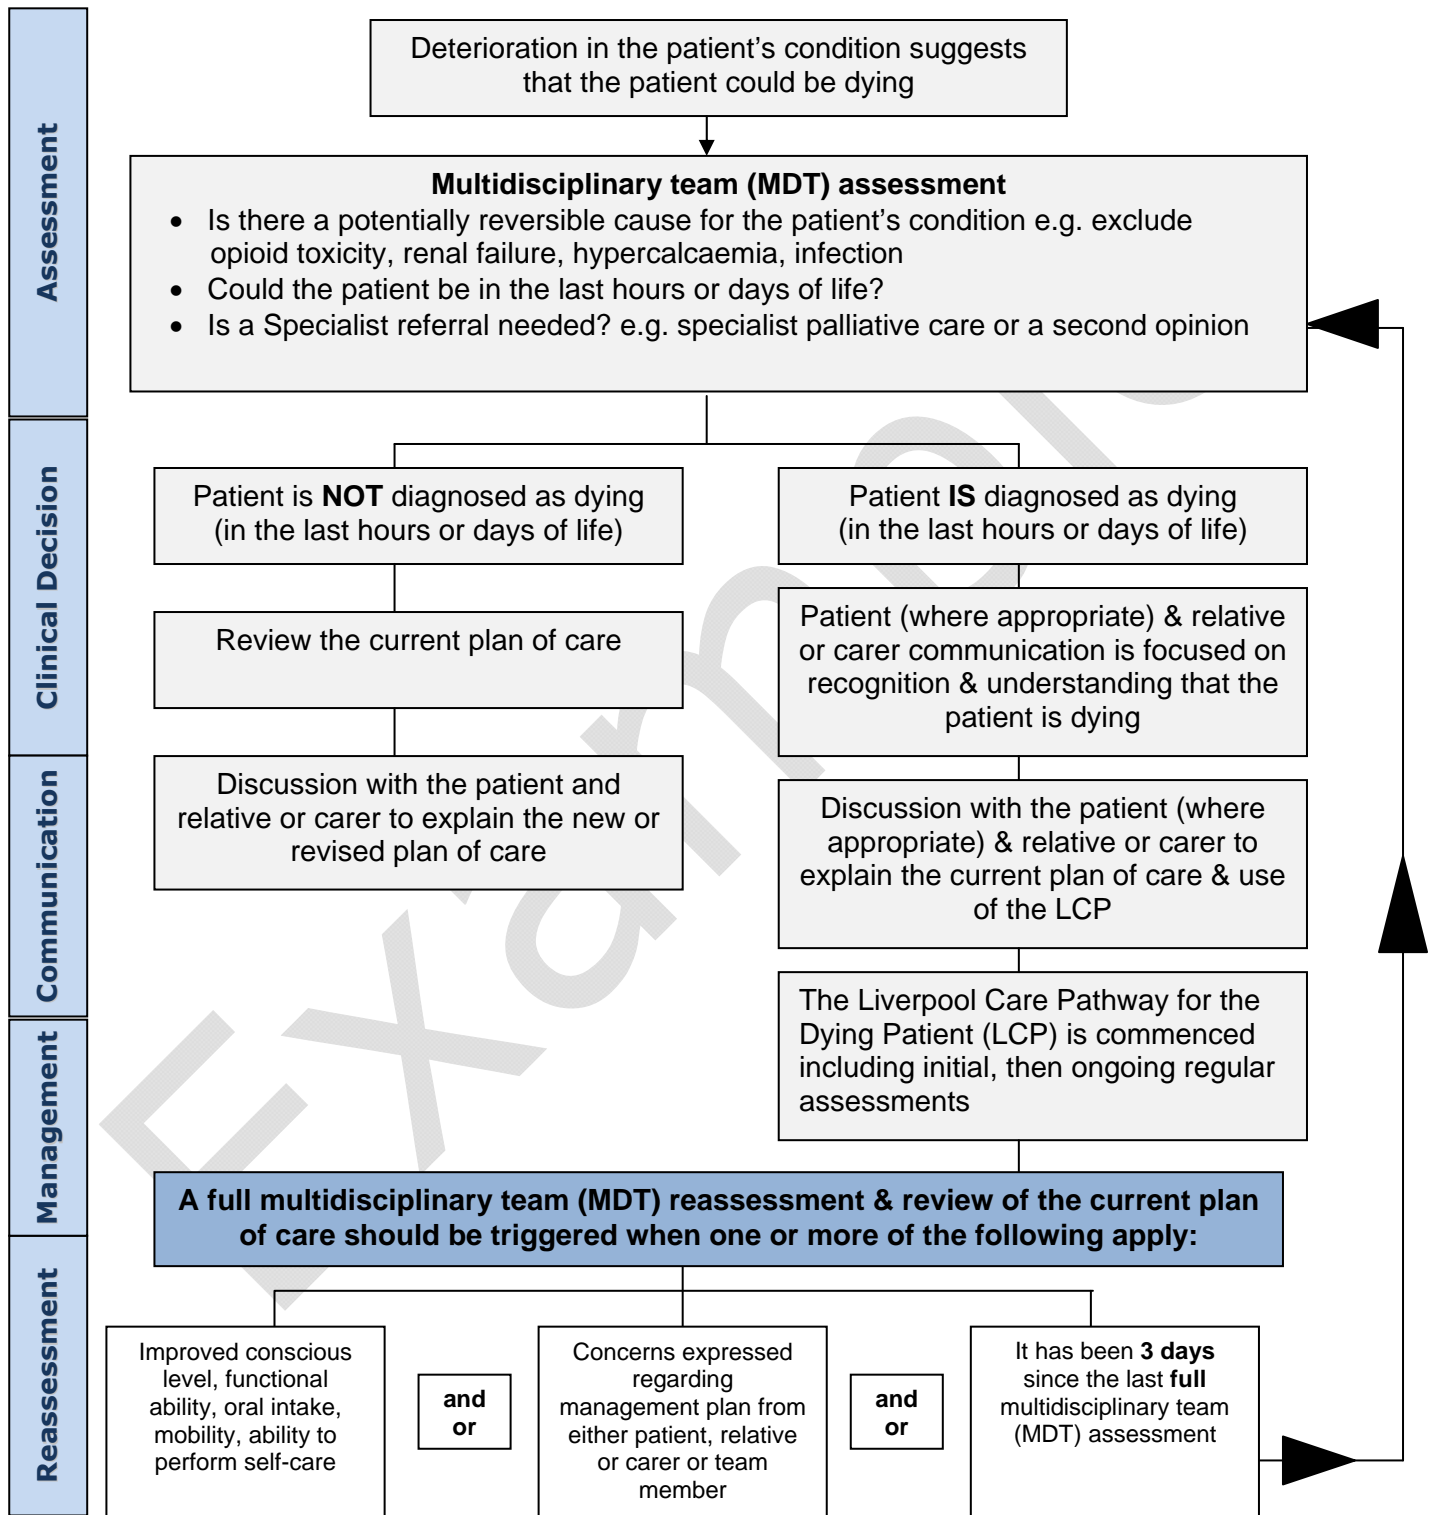 Assessment
Deterioration in the patient’s condition suggests
that the patient could be dying
Multidisciplinary team (MDT) assessment
• Is there a potentially reversible cause for the patient’s condition e.g. exclude
opioid toxicity, renal failure, hypercalcaemia, infection
• Could the patient be in the last hours or days of life?
• Is a Specialist referral needed? e.g. specialist palliative care or a second opinion
Clinical Decision
Patient is NOT diagnosed as dying
(in the last hours or days of life)
Review the current plan of care
Patient IS diagnosed as dying
(in the last hours or days of life)
Patient (where appropriate) & relative
or carer communication is focused on
recognition & understanding that the
patient is dying
Communication
Discussion with the patient and
relative or carer to explain the new or
revised plan of care
Discussion with the patient (where
appropriate) & relative or carer to
explain the current plan of care & use
of the LCP
Management
The Liverpool Care Pathway for the
Dying Patient (LCP) is commenced
including initial, then ongoing regular
assessments
A full multidisciplinary team (MDT) reassessment & review of the current plan
of care should be triggered when one or more of the following apply:
Reassessment
Improved conscious
level, functional
ability, oral intake,
mobility, ability to
perform self-care
and
or
Concerns expressed
regarding
management plan from
either patient, relative
or carer or team
member
and
or
It has been 3 days
since the last full
multidisciplinary team
(MDT) assessment
Example